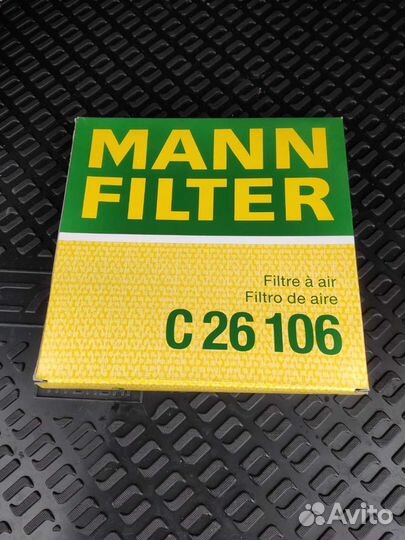 MANN
FILTER
Filtre à air
Filtro de aire
C 26 106
Avito